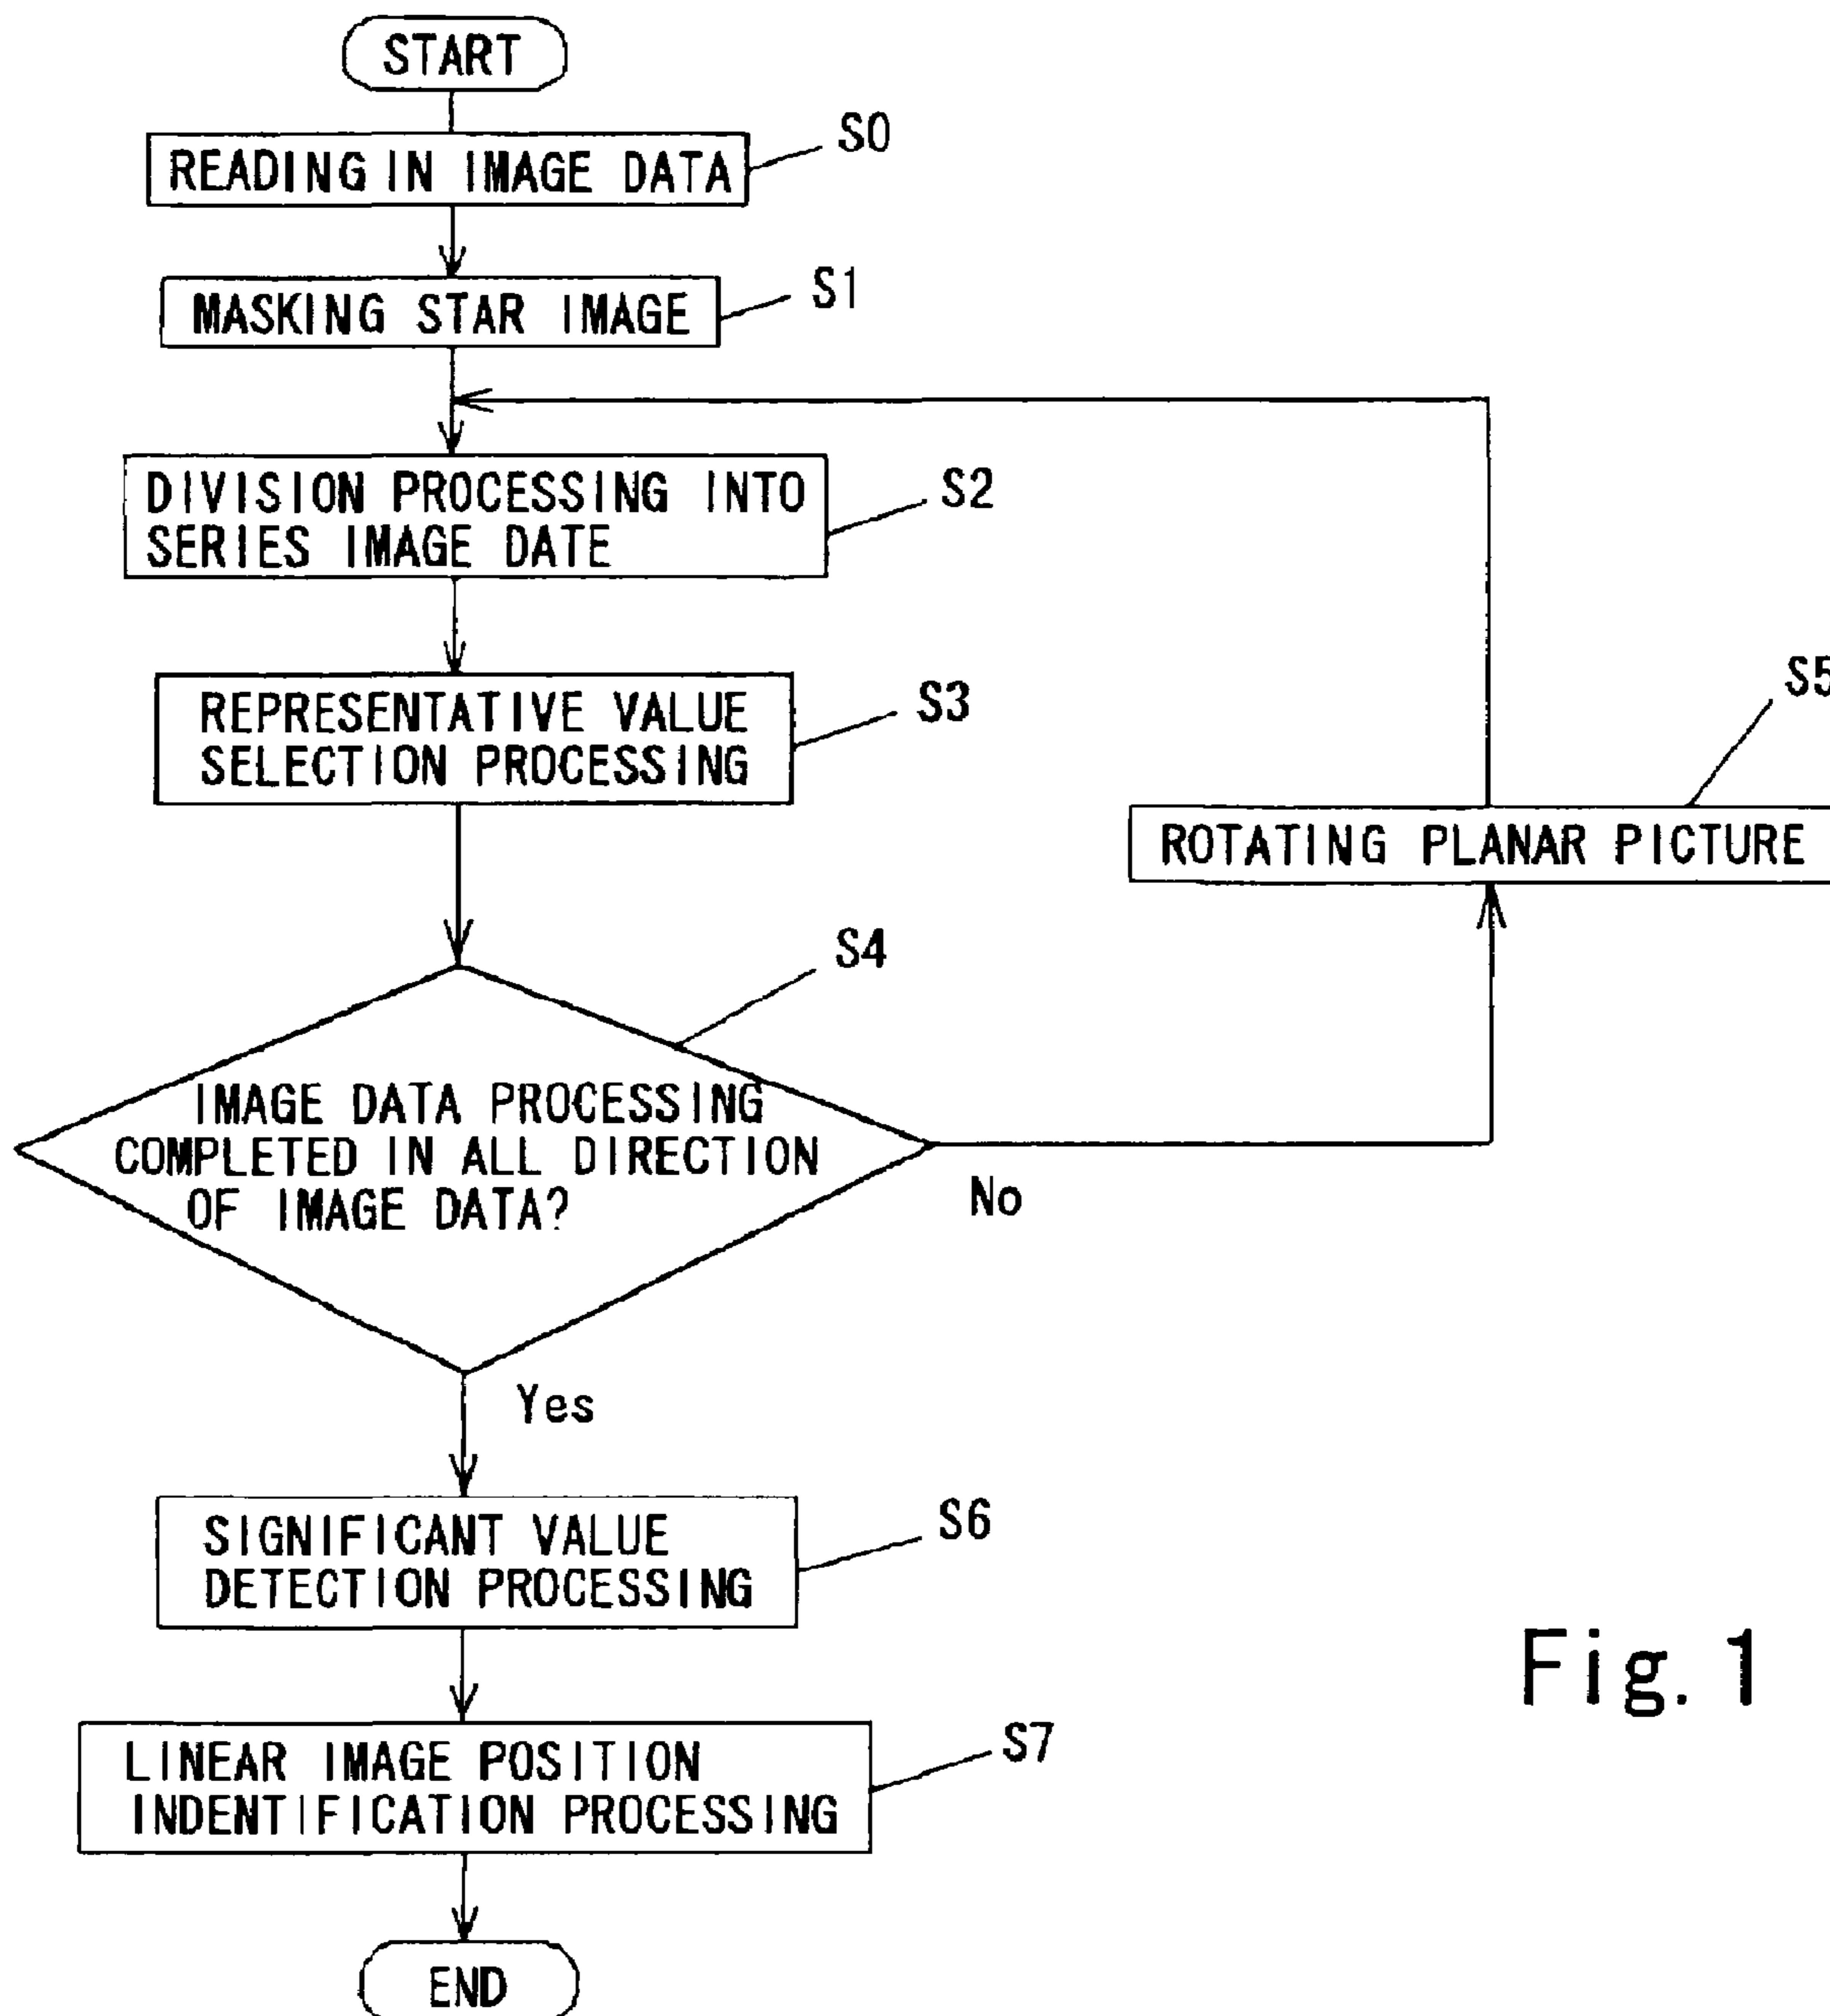 START
READING IN IMAGE DATA
S0
MASKING STAR IMAGE
S1
DIVISION PROCESSING INTO
SERIES IMAGE DATE
S2
REPRESENTATIVE VALUE
SELECTION PROCESSING
S3
S5
ROTATING PLANAR PICTURE
S4
IMAGE DATA PROCESSING
COMPLETED IN ALL DIRECTION
OF IMAGE DATA?
No
Yes
SIGNIFICANT VALUE
DETECTION PROCESSING
S6
LINEAR IMAGE POSITION
INDENTIFICATION PROCESSING
S7
END
Fig. 1